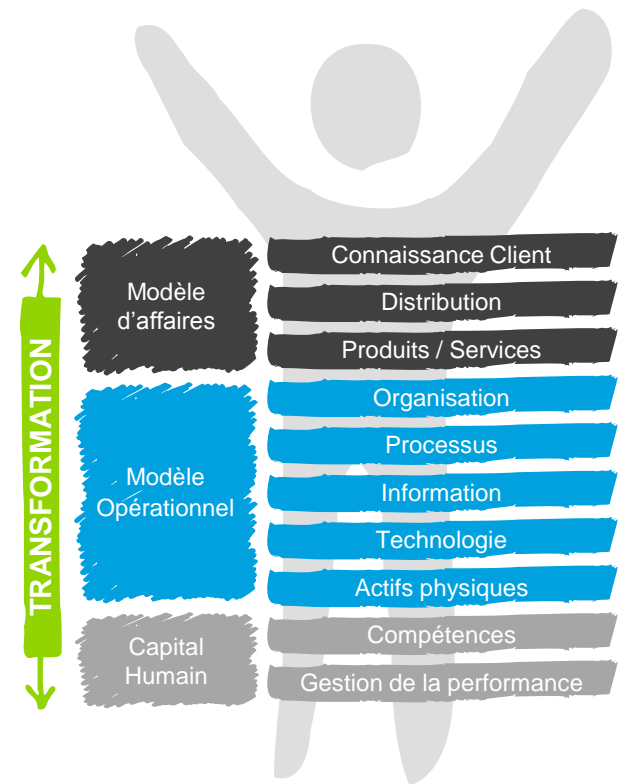 TRANSFORMATION
Modèle
d'affaires
Connaissance Client
Distribution
Produits / Services
Modèle
Opérationnel
Organisation
Processus
Information
Technologie
Actifs physiques
Capital
Humain
Compétences
Gestion de la performance